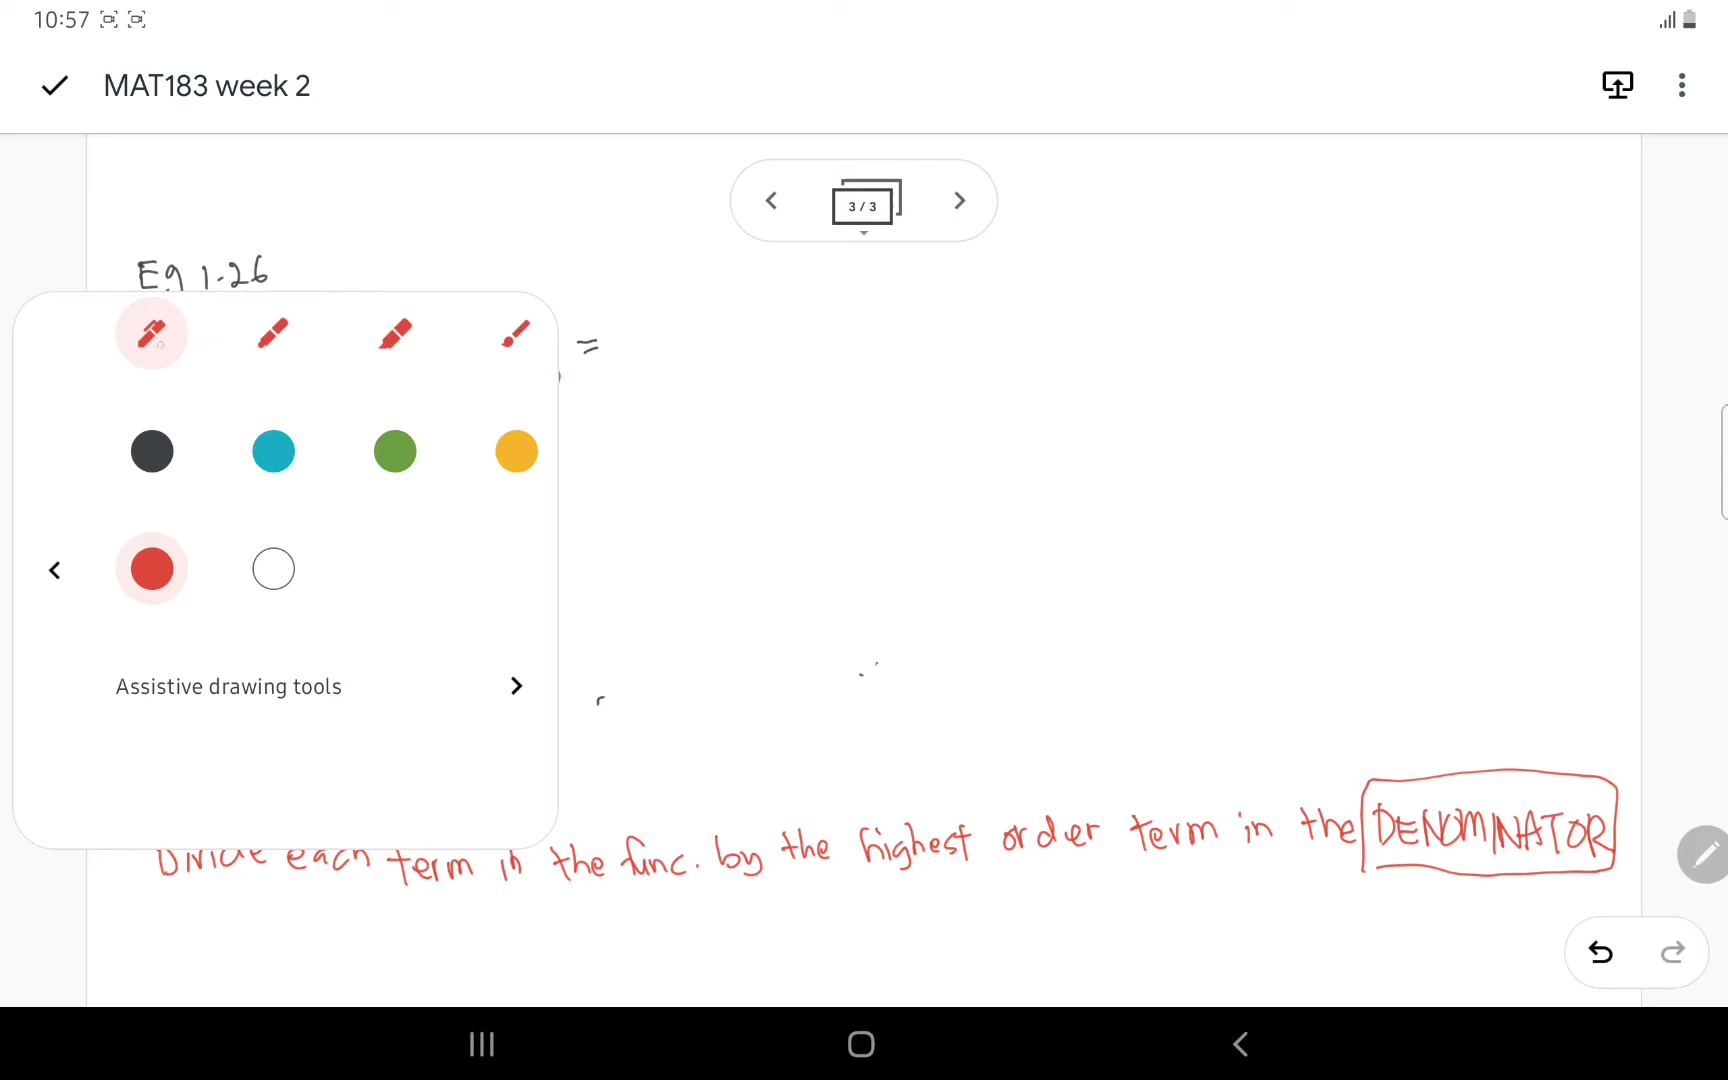 10:57
MAT183 week 2
3 / 3
Eg 1.26
=
Assistive drawing tools
Divide each term in the func. by the highest order term in the DENOMINATOR